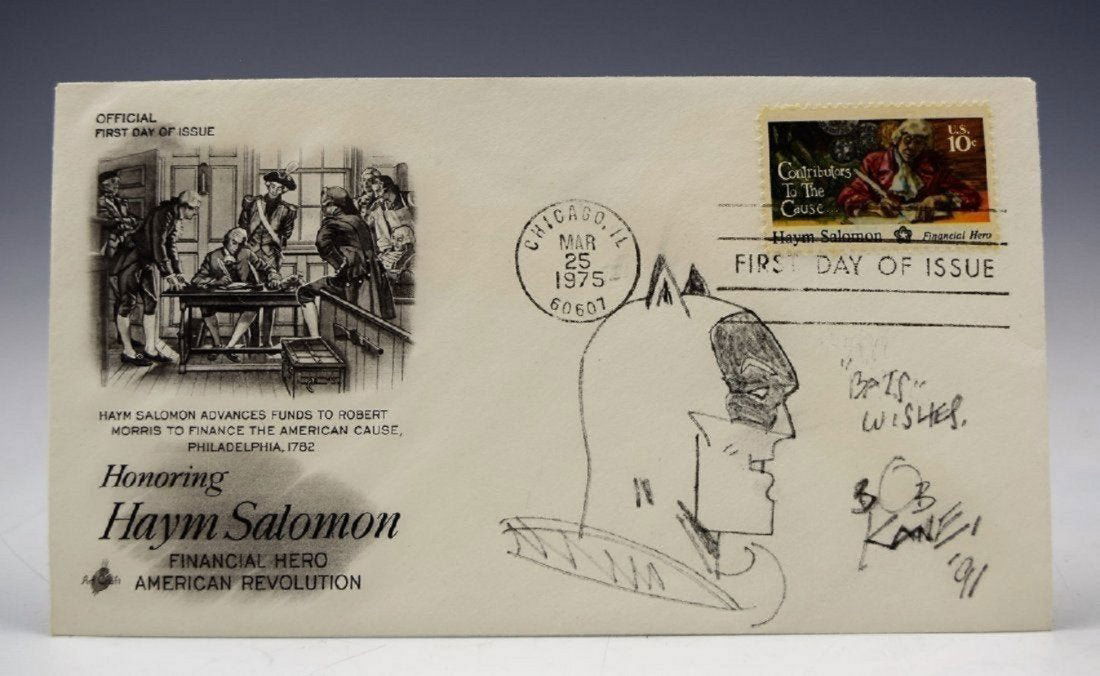 OFFICIAL
FIRST DAY OF ISSUE
HAYM SALOMON ADVANCES FUNDS TO ROBERT
MORRIS TO FINANCE THE AMERICAN CAUSE,
PHILADELPHIA, 1782
Honoring
Haym Salomon
FINANCIAL HERO
AMERICAN REVOLUTION
CHICAGO, IL
MAR
25
1975
60607
U.S.
10c
Contributors
To The
Cause...
Haym Salomon Financial Hero
FIRST DAY OF ISSUE
"BATS"
WISHES.
BOB
KANE,
'91